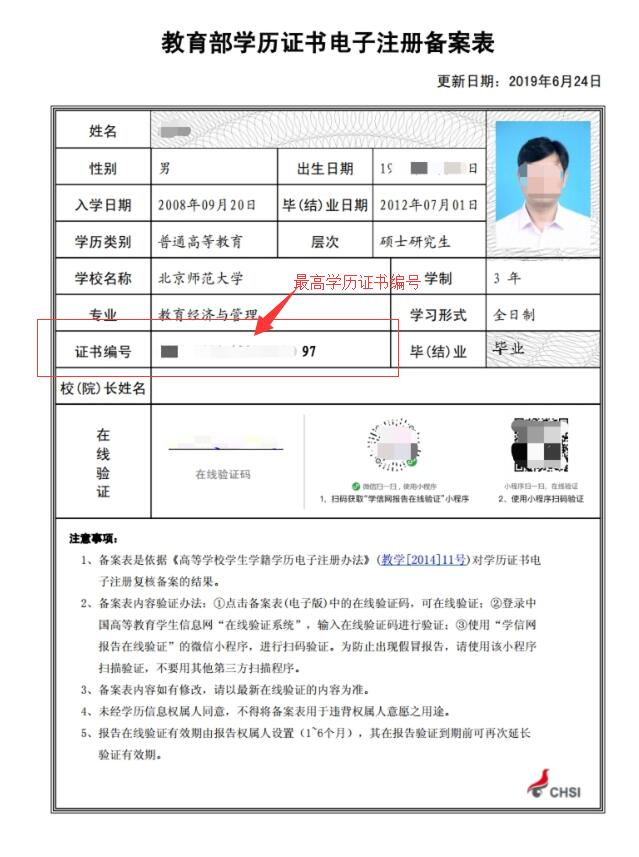 教育部学历证书电子注册备案表
更新日期：2019年6月24日
姓名
性别 男 出生日期 19 日
入学日期 2008年09月20日 毕(结)业日期 2012年07月01日
学历类别 普通高等教育 层次 硕士研究生
学校名称 北京师范大学 学制 3 年
最高学历证书编号
专业 教育经济与管理 学习形式 全日制
证书编号 97 毕(结)业 毕业
校(院)长姓名
在线验证
在线验证码
微信扫一扫，使用小程序
1、扫码获取“学信网报告在线验证”小程序
小程序扫一扫，在线验证
2、使用小程序扫码验证
注意事项：
1、备案表是依据《高等学校学生学籍学历电子注册办法》(教学[2014]11号)对学历证书电
子注册复核备案的结果。
2、备案表内容验证办法：①点击备案表(电子版)中的在线验证码，可在线验证；②登录中
国高等教育学生信息网“在线验证系统”，输入在线验证码进行验证；③使用“学信网
报告在线验证”的微信小程序，进行扫码验证。为防止出现假冒报告，请使用该小程序
扫描验证，不要用其他第三方扫描程序。
3、备案表内容如有修改，请以最新在线验证的内容为准。
4、未经学历信息权属人同意，不得将备案表用于违背权属人意愿之用途。
5、报告在线验证有效期由报告权属人设置（1~6个月），其在报告验证到期前可再次延长
验证有效期。
CHSI